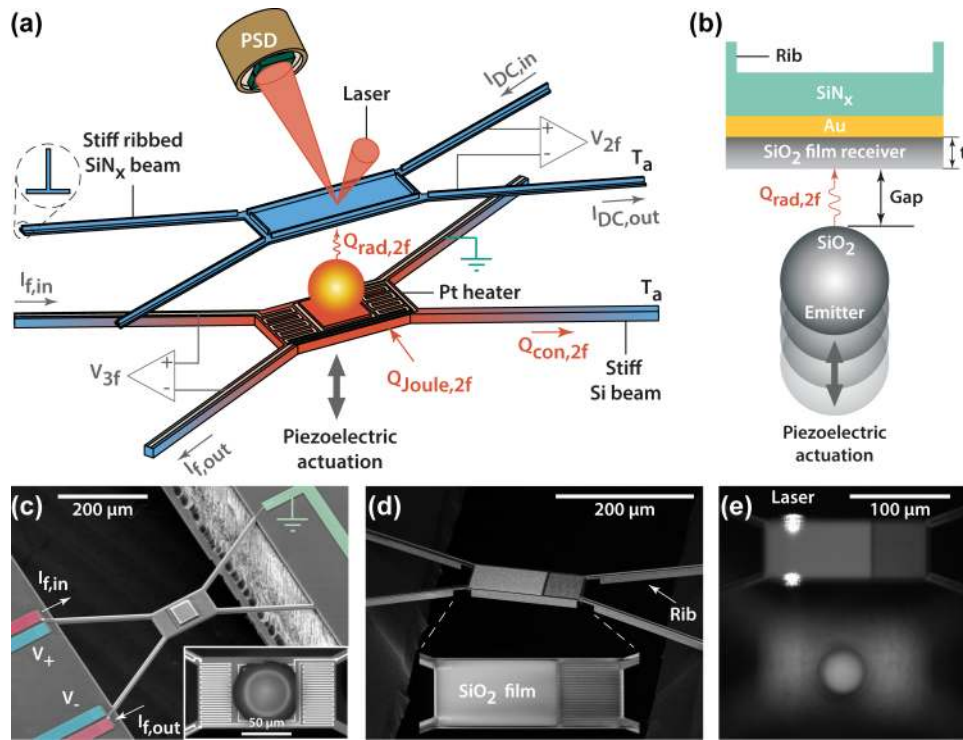 (a)
PSD
Laser
I_DC,in
Stiff ribbed
SiN_x beam
+
-
V_2f
T_a
I_DC,out
Q_rad,2f
I_f,in
Pt heater
T_a
+
-
V_3f
Q_con,2f
Q_Joule,2f
Stiff
Si beam
I_f,out
Piezoelectric
actuation
(b)
Rib
SiN_x
Au
SiO_2 film receiver
t
Q_rad,2f
Gap
SiO_2
Emitter
Piezoelectric
actuation
(c)
200 μm
I_f,in
V_+
V_-
I_f,out
50 μm
(d)
200 μm
Rib
SiO_2 film
(e)
Laser
100 μm